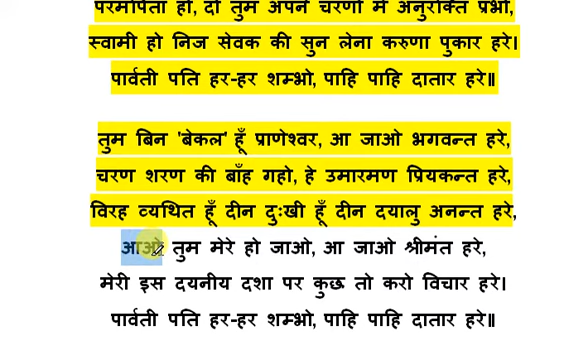 परमपिता हो, दो तुम अपने चरणों में अनुरक्ति प्रभो,
स्वामी हो निज सेवक की सुन लेना करुणा पुकार हरे।
पार्वती पति हर-हर शम्भो, पाहि पाहि दातार हरे॥
तुम बिन 'बेकल' हूँ प्राणेश्वर, आ जाओ भगवन्त हरे,
चरण शरण की बाँह गहो, हे उमारमण प्रियकन्त हरे,
विरह व्यथित हूँ दीन दुःखी हूँ दीन दयालु अनन्त हरे,
आओ तुम मेरे हो जाओ, आ जाओ श्रीमंत हरे,
मेरी इस दयनीय दशा पर कुछ तो करो विचार हरे।
पार्वती पति हर-हर शम्भो, पाहि पाहि दातार हरे॥